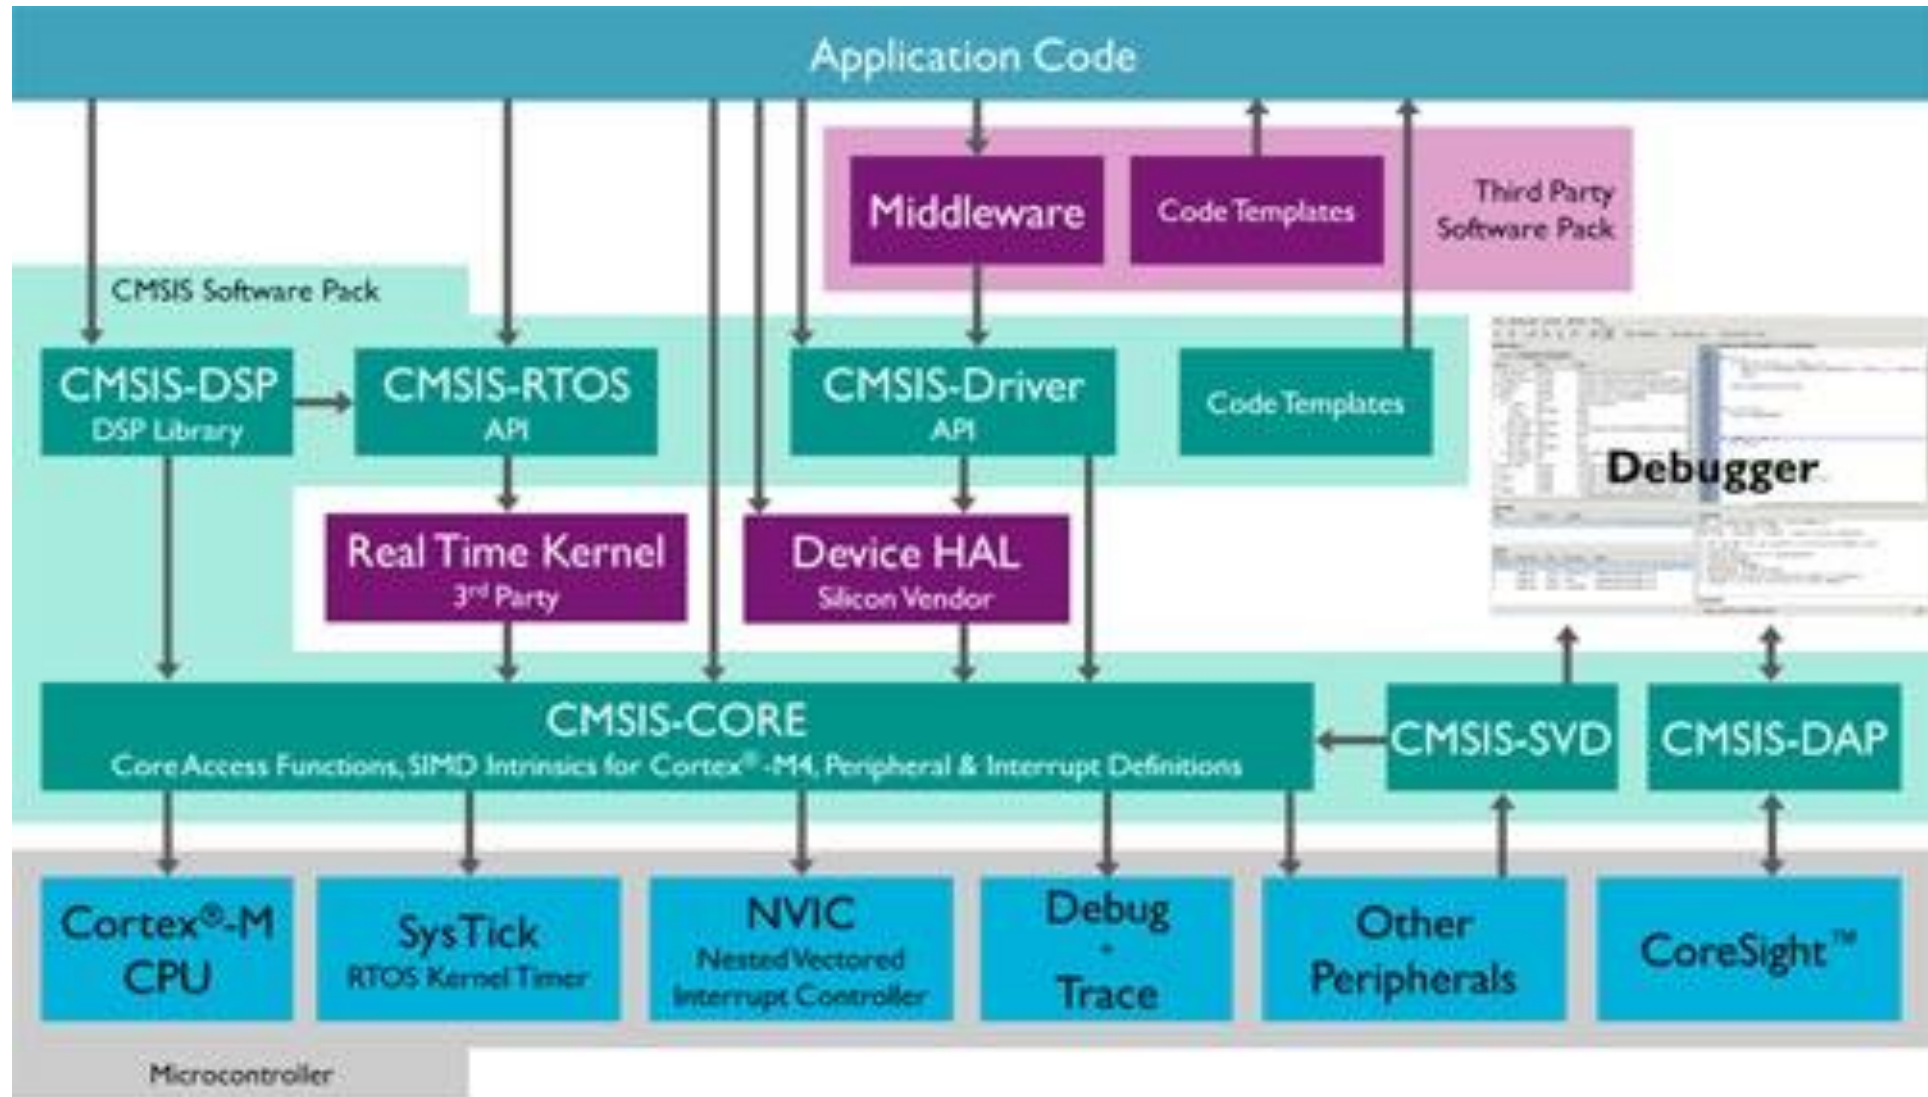 Application Code
Middleware
Code Templates
Third Party
Software Pack
CMSIS Software Pack
CMSIS-DSP
DSP Library
CMSIS-RTOS
API
CMSIS-Driver
API
Code Templates
Debugger
Real Time Kernel
3rd Party
Device HAL
Silicon Vendor
CMSIS-CORE
Core Access Functions, SIMD Intrinsics for Cortex®-M4, Peripheral & Interrupt Definitions
CMSIS-SVD
CMSIS-DAP
Cortex®-M
CPU
SysTick
RTOS Kernel Timer
NVIC
Nested Vectored
Interrupt Controller
Debug
Trace
Other
Peripherals
CoreSight™
Microcontroller